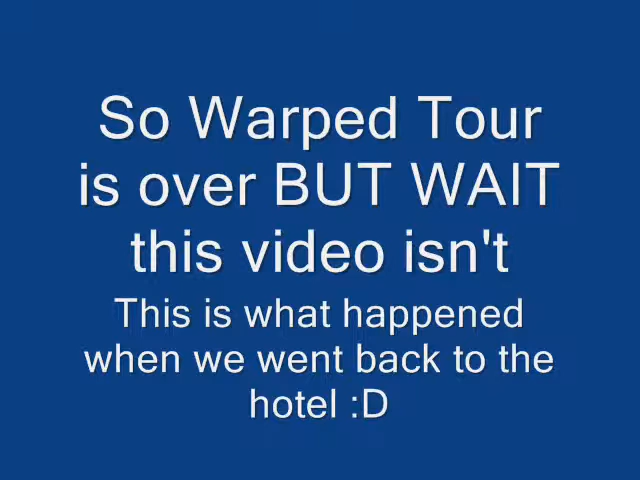 So Warped Tour
is over BUT WAIT
this video isn't
This is what happened
when we went back to the
hotel :D